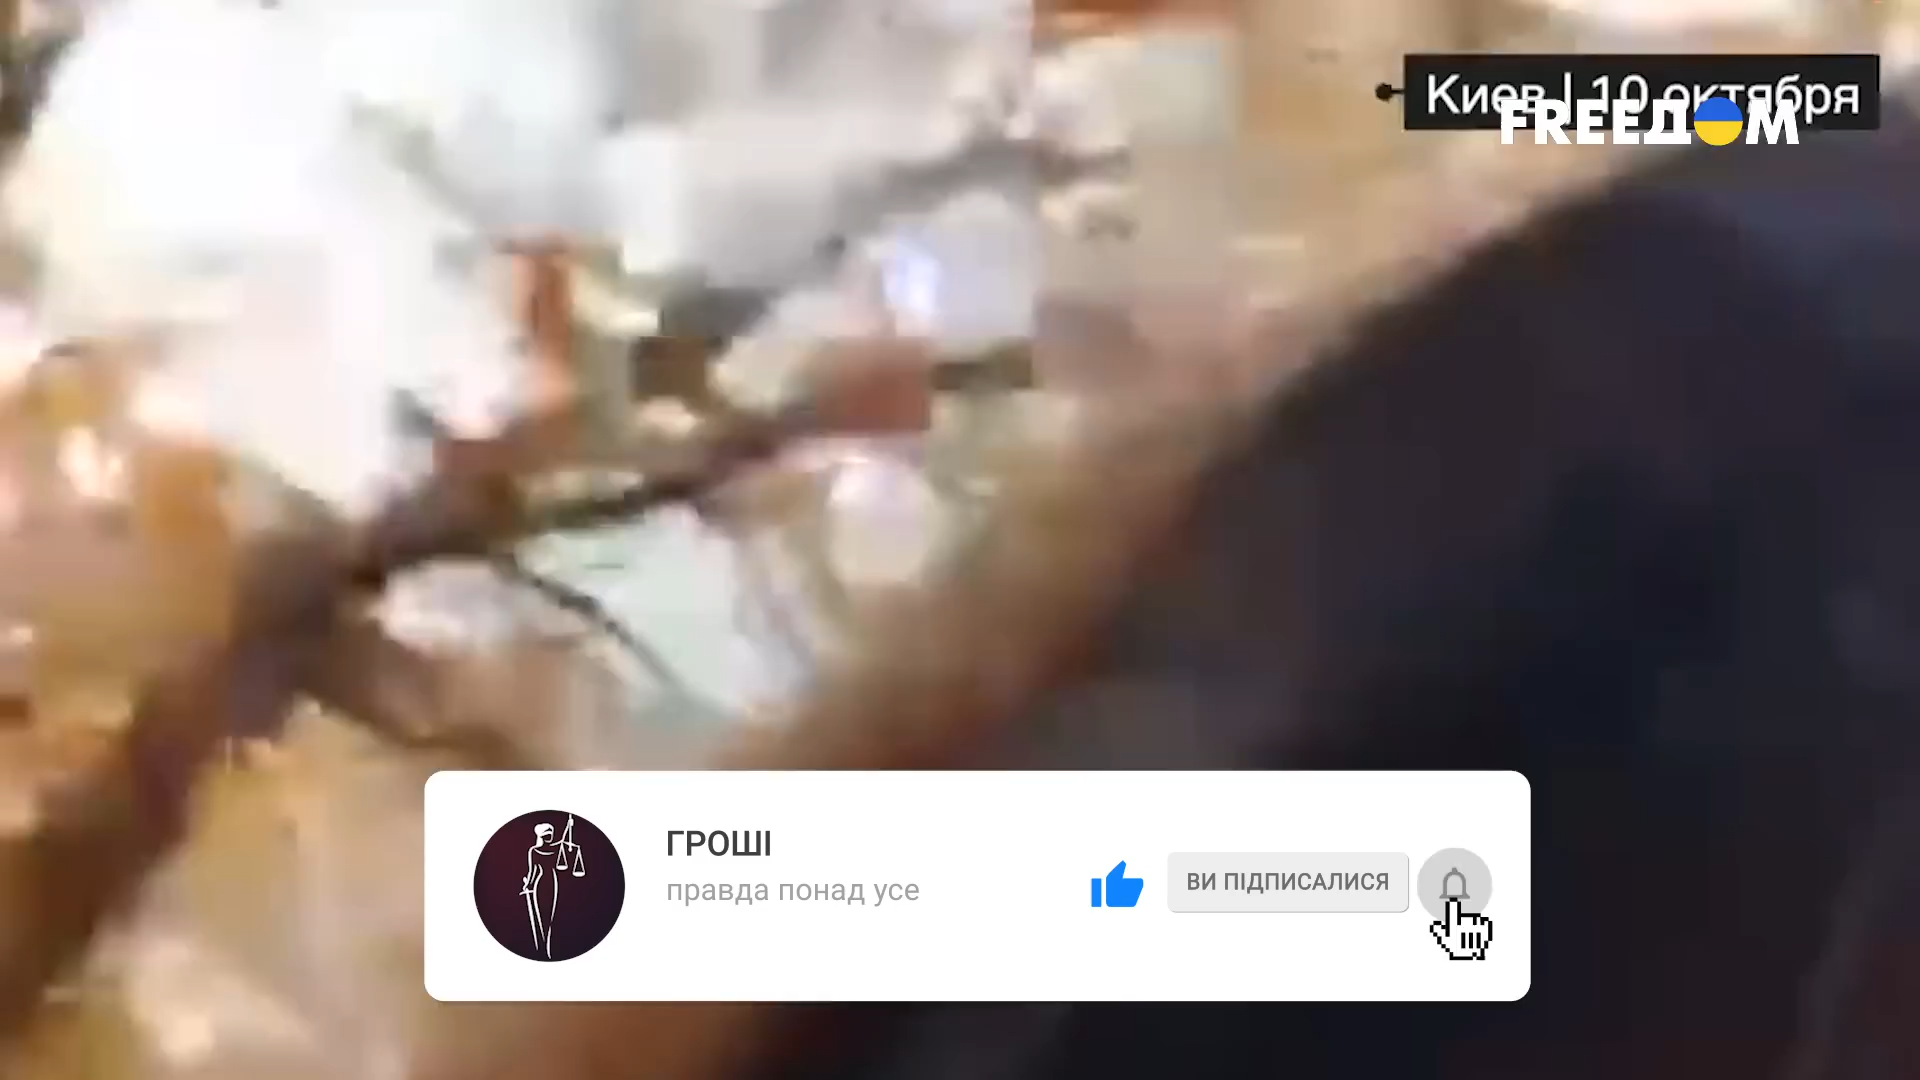 Киев | 10 октября
FREEДOM
ГРОШІ
правда понад усе
ВИ ПІДПИСАЛИСЯ